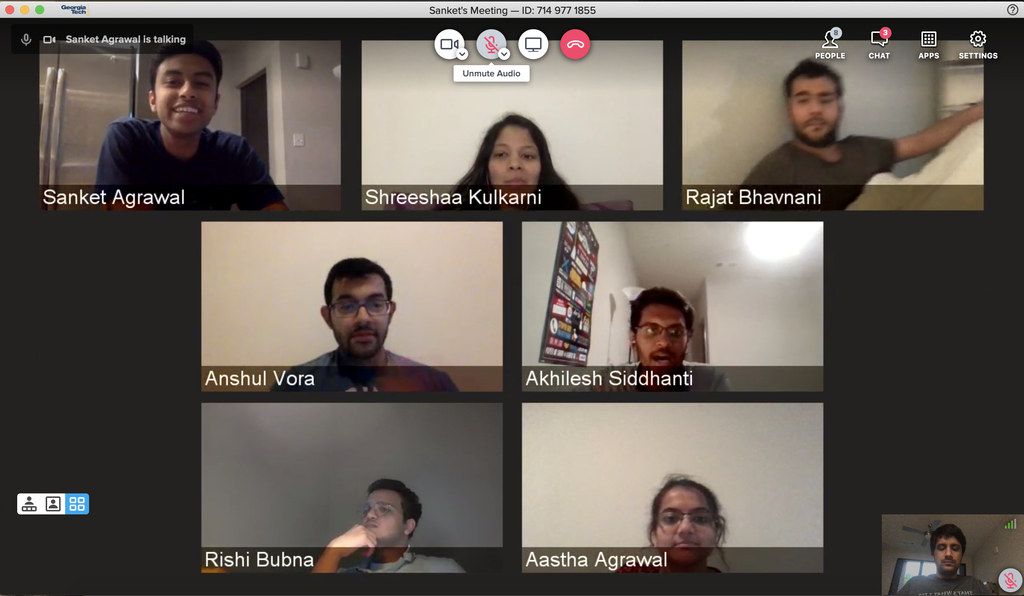 Georgia
Tech
Sanket's Meeting — ID: 714 977 1855
Sanket Agrawal is talking
8
3
PEOPLE
CHAT
APPS
SETTINGS
Unmute Audio
Sanket Agrawal
Shreeshaa Kulkarni
Rajat Bhavnani
Anshul Vora
Akhilesh Siddhanti
Rishi Bubna
Aastha Agrawal